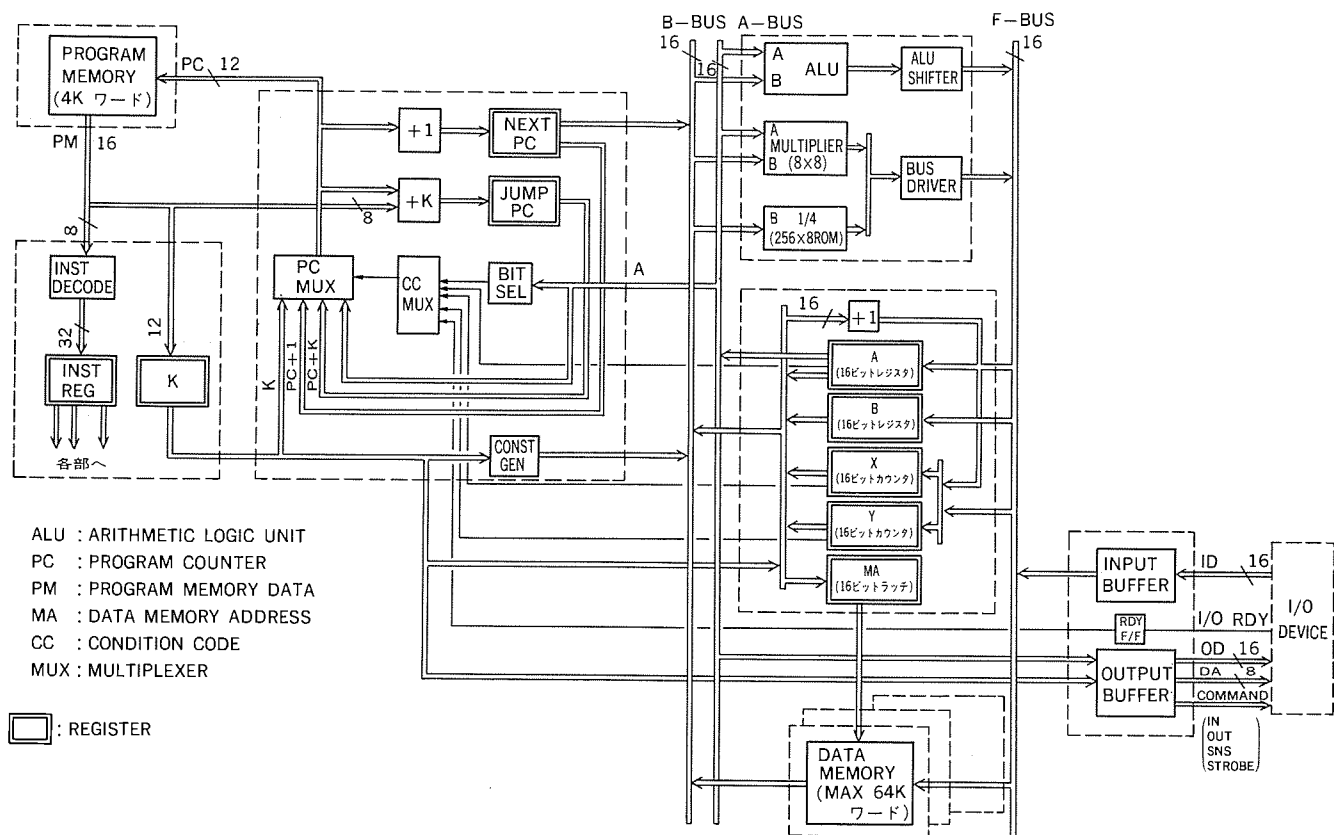 B-BUS A-BUS F-BUS
16 16 16
PROGRAM
MEMORY
(4K ワード)
PC 12
PM 16
8
INST
DECODE
32
INST
REG
12
K
各部へ
+1
NEXT
PC
+K
8
JUMP
PC
PC
MUX
CC
MUX
BIT
SEL
A
K
PC+1
PC+K
CONST
GEN
A
B
ALU
ALU
SHIFTER
A
MULTIPLIER
B (8×8)
BUS
DRIVER
B 1/4
(256×8ROM)
16
+1
A
(16ビットレジスタ)
B
(16ビットレジスタ)
X
(16ビットカウンタ)
Y
(16ビットカウンタ)
MA
(16ビットラッチ)
DATA
MEMORY
(MAX 64K
ワード)
INPUT
BUFFER
ID 16
RDY
F/F
I/O RDY
OUTPUT
BUFFER
OD 16
DA 8
COMMAND
(IN
OUT
SNS
STROBE)
I/O
DEVICE
ALU : ARITHMETIC LOGIC UNIT
PC : PROGRAM COUNTER
PM : PROGRAM MEMORY DATA
MA : DATA MEMORY ADDRESS
CC : CONDITION CODE
MUX : MULTIPLEXER
: REGISTER